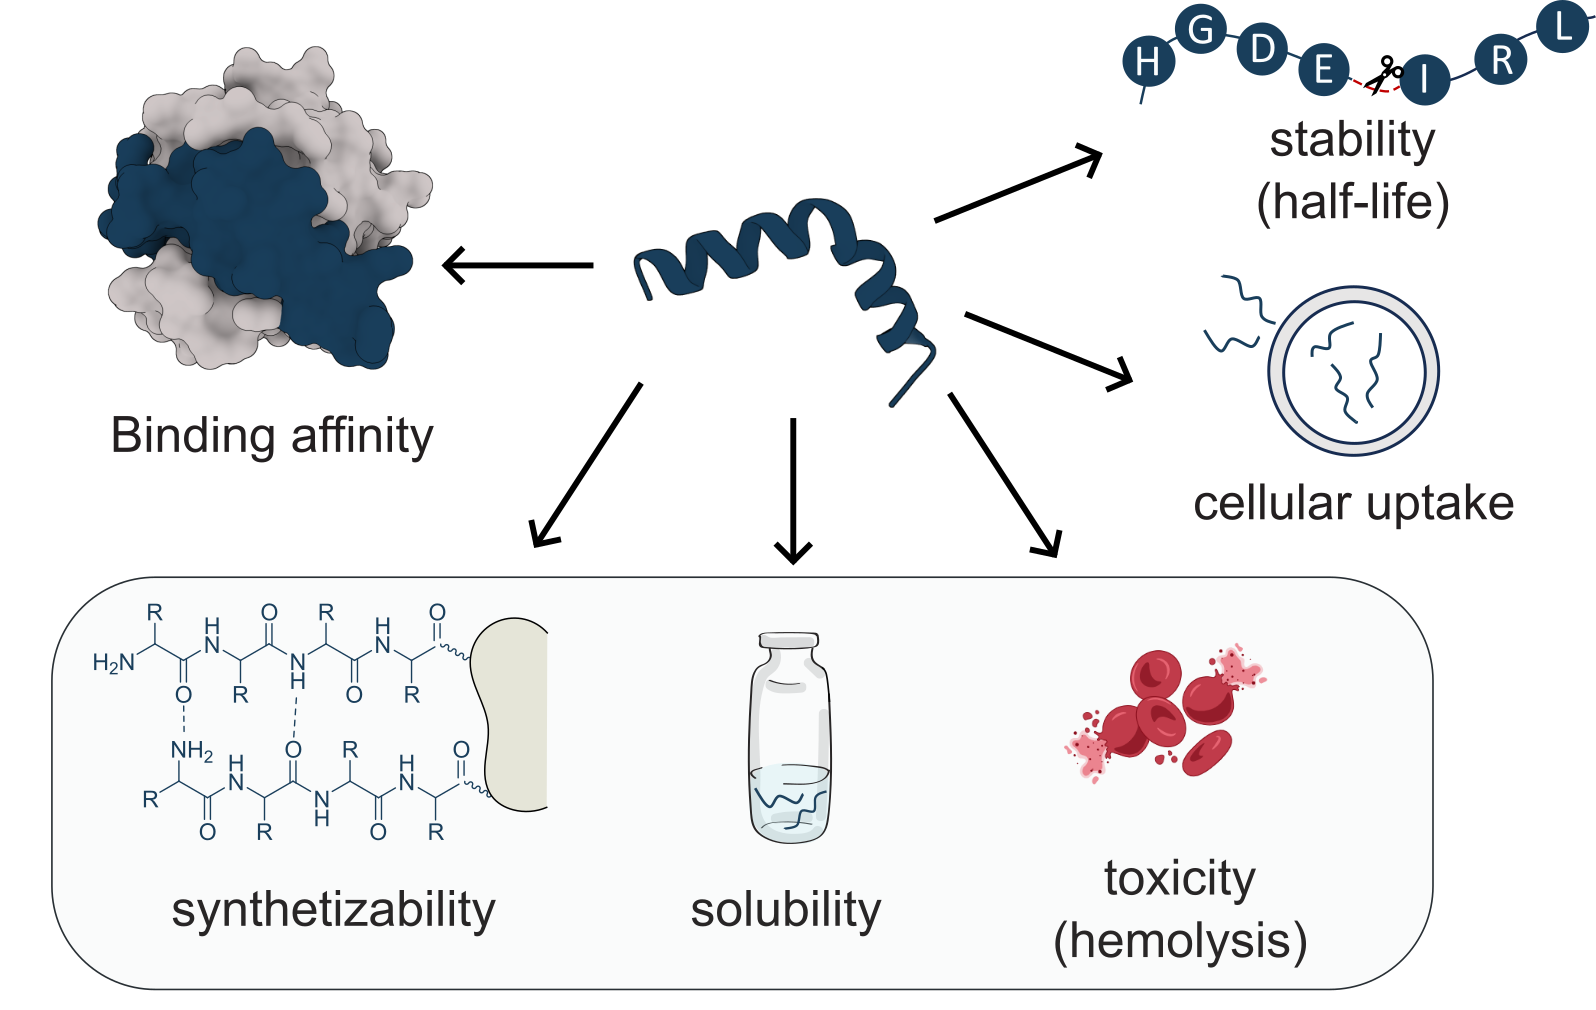 H G D E I R L
stability
(half-life)
Binding affinity
cellular uptake
R H O R H O
H₂N N N N
O R H O R
NH₂ H O R H O
R N N N
O R H O R
synthetizability
solubility
toxicity
(hemolysis)